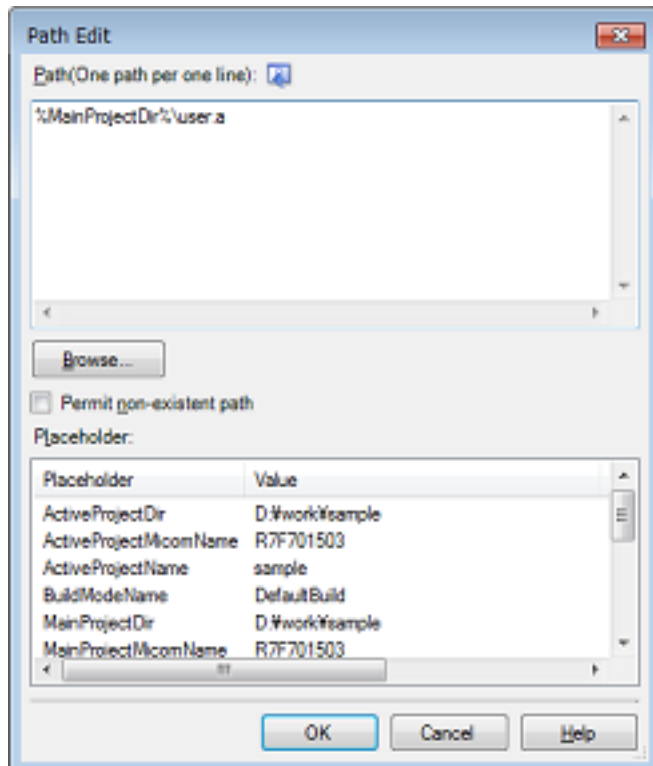 Path Edit
Path(One path per one line):
%MainProjectDir%\user.a
Browse...
Permit non-existent path
Placeholder:
Placeholder Value
ActiveProjectDir D:¥work¥sample
ActiveProjectMicomName R7F701503
ActiveProjectName sample
BuildModeName DefaultBuild
MainProjectDir D:¥work¥sample
MainProjectMicomName R7F701503
OK Cancel Help